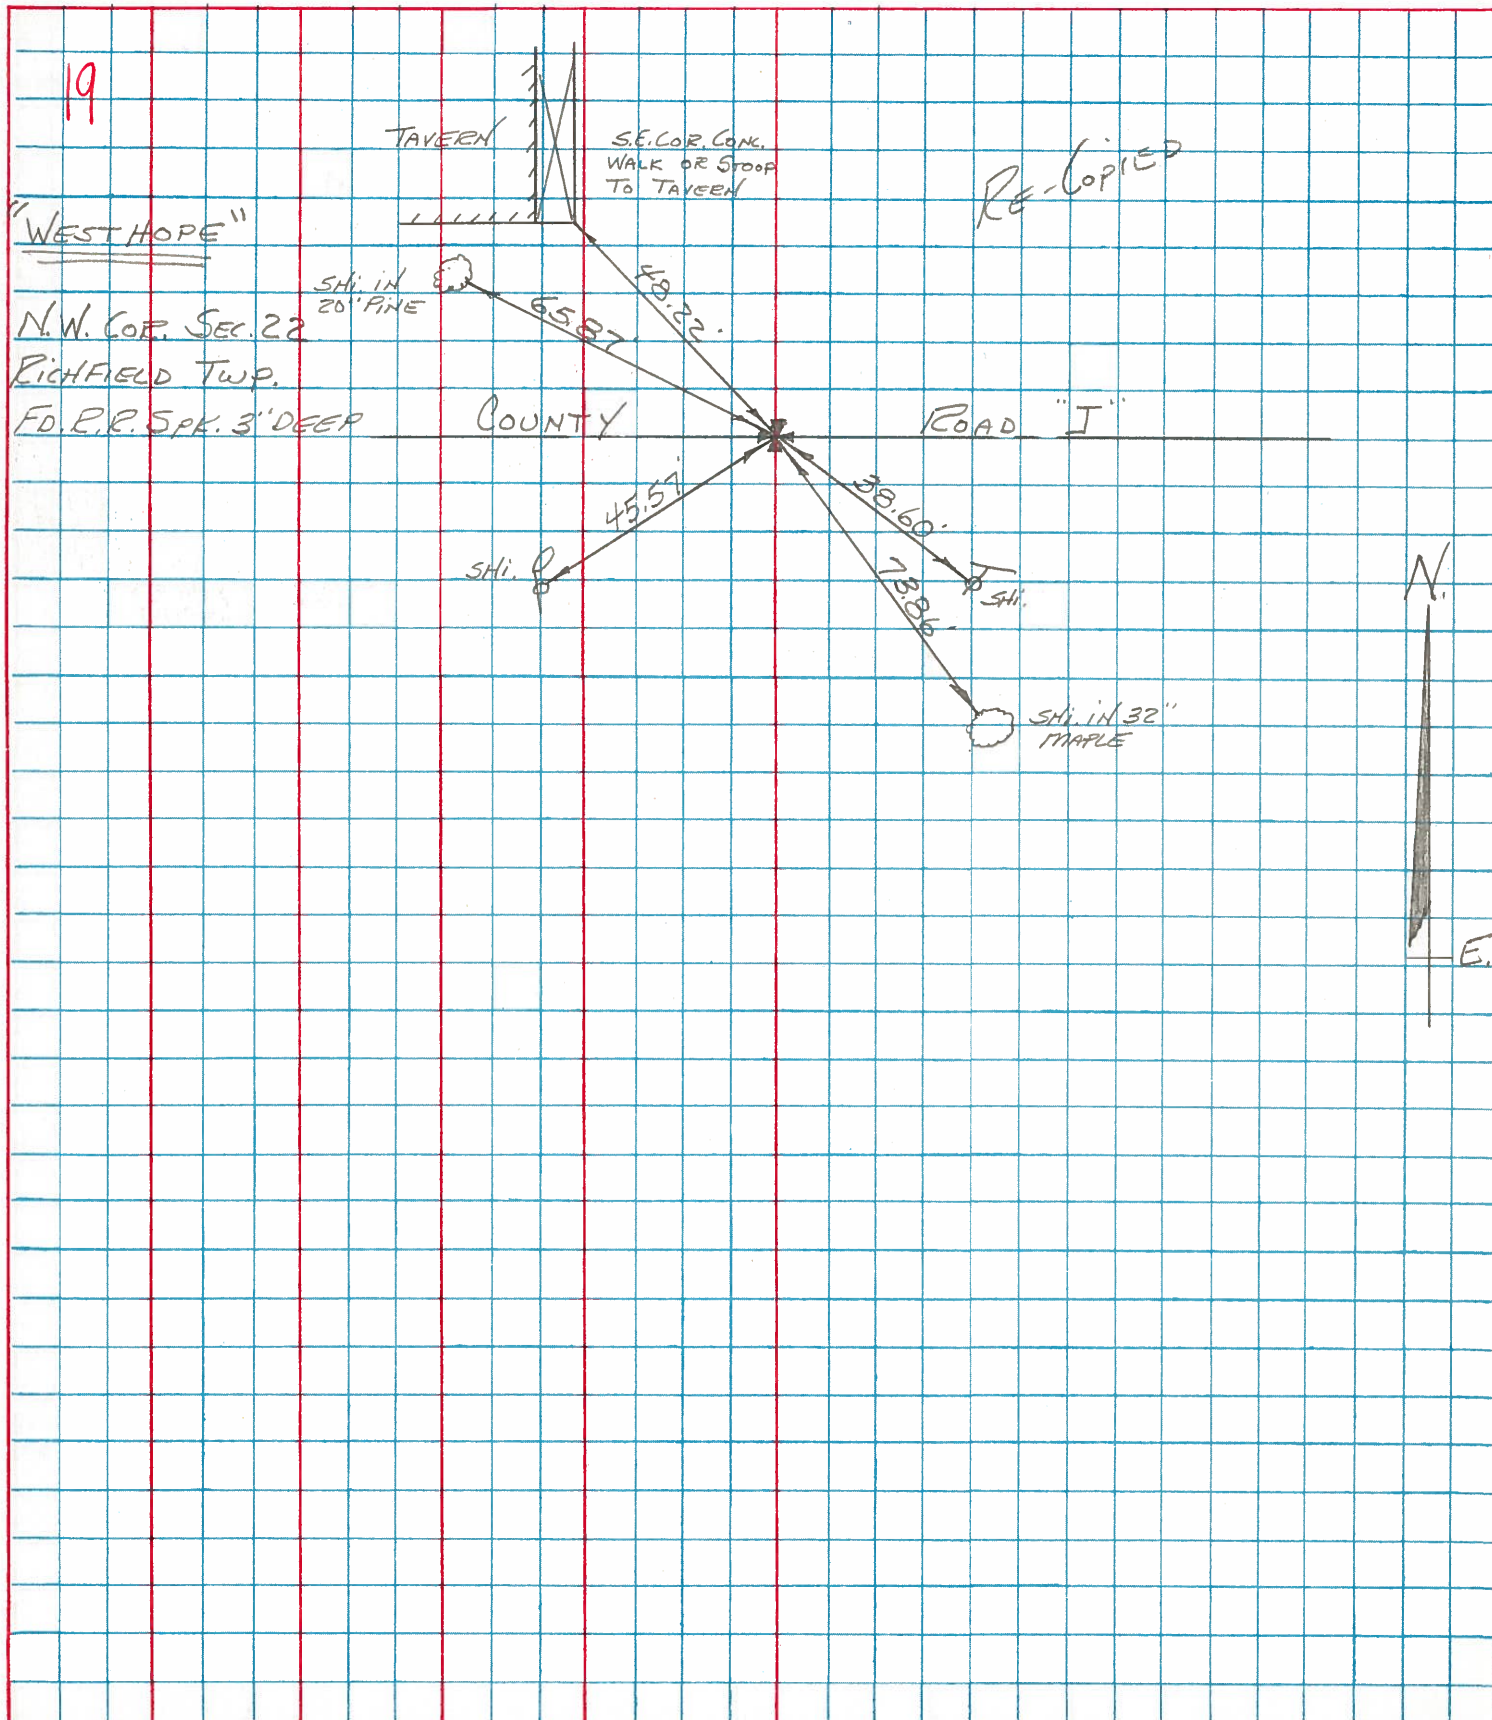 19
TAVERN
S.E. COR. CONC.
WALK OR STOOP
TO TAVERN
RE-COPIED
"WEST HOPE"
SHI. IN
20" PINE
48.22'
65.87'
N.W. COR. SEC. 22
RICHFIELD TWP.
FD. R.R. SPK. 3" DEEP
COUNTY ROAD "J"
45.57'
38.60'
SHI.
SHI.
73.86'
N.
SHI. IN 32"
MAPLE
E.